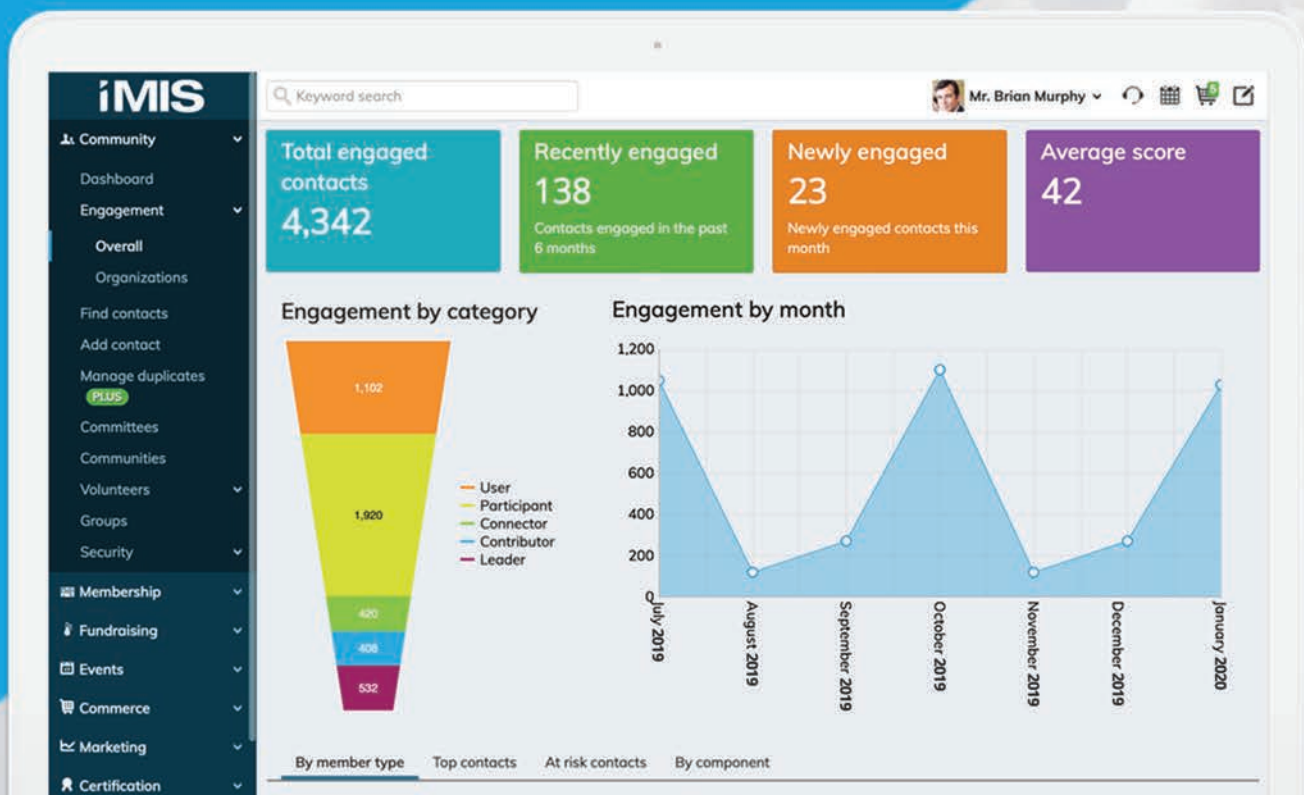 iMIS
Keyword search
Mr. Brian Murphy
5
Community
Dashboard
Engagement
Overall
Organizations
Find contacts
Add contact
Manage duplicates
PLUS
Committees
Communities
Volunteers
Groups
Security
Membership
Fundraising
Events
Commerce
Marketing
Certification
Total engaged
contacts
4,342
Recently engaged
138
Contacts engaged in the past
6 months
Newly engaged
23
Newly engaged contacts this
month
Average score
42
Engagement by category
1,102
1,920
420
408
532
User
Participant
Connector
Contributor
Leader
Engagement by month
1,200
1,000
800
600
400
200
0
July 2019
August 2019
September 2019
October 2019
November 2019
December 2019
January 2020
By member type
Top contacts
At risk contacts
By component